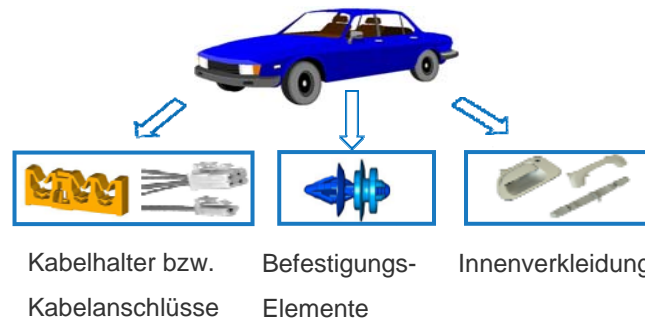 Kabelhalter bzw.
Kabelanschlüsse
Befestigungs-
Elemente
Innenverkleidung